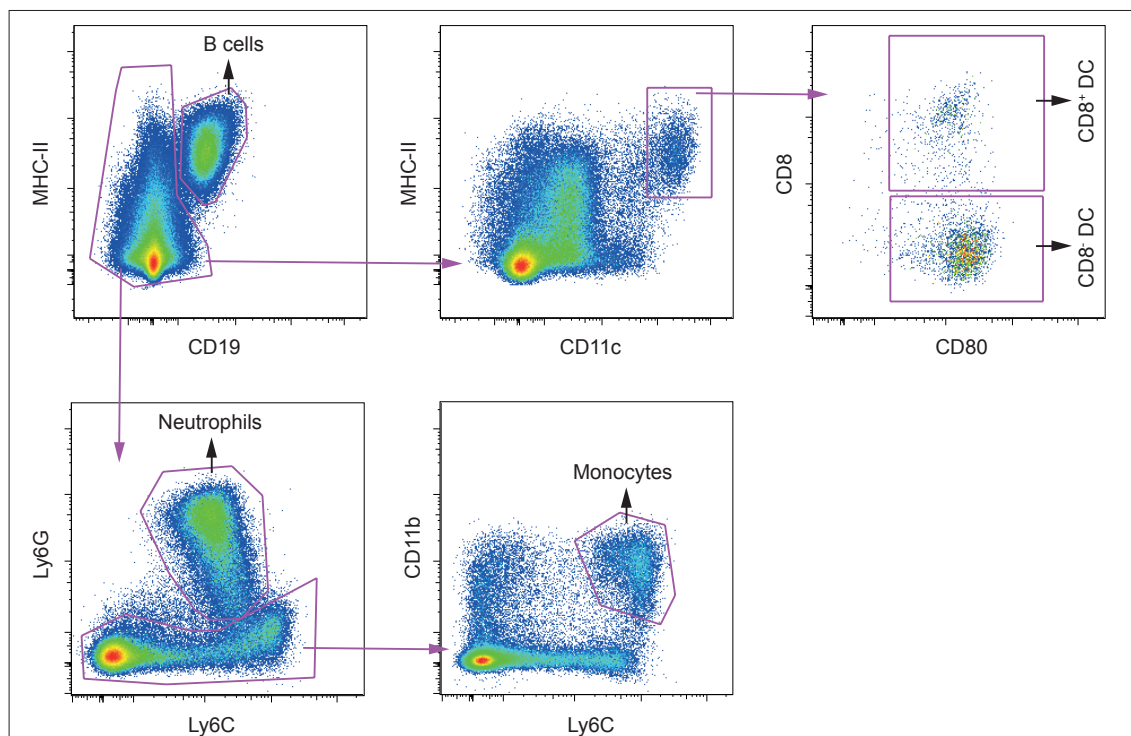 B cells
MHC-II
CD19
MHC-II
CD11c
CD8
CD80
CD8⁺ DC
CD8⁻ DC
Neutrophils
Ly6G
Ly6C
Monocytes
CD11b
Ly6C